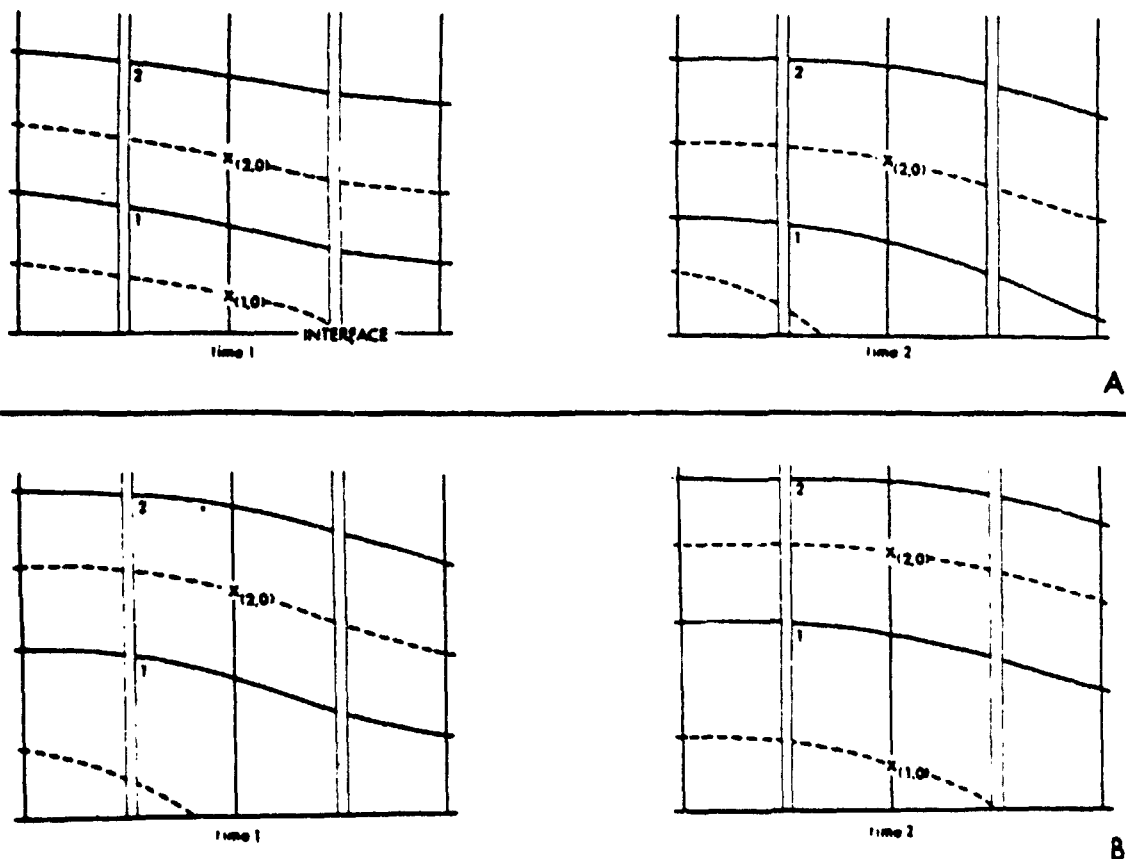 2
2
X(2,0)
X(2,0)
1
1
X(1,0)
INTERFACE
time 1
time 2
A
2
2
X(2,0)
X(2,0)
1
1
X(1,0)
time 1
time 2
B